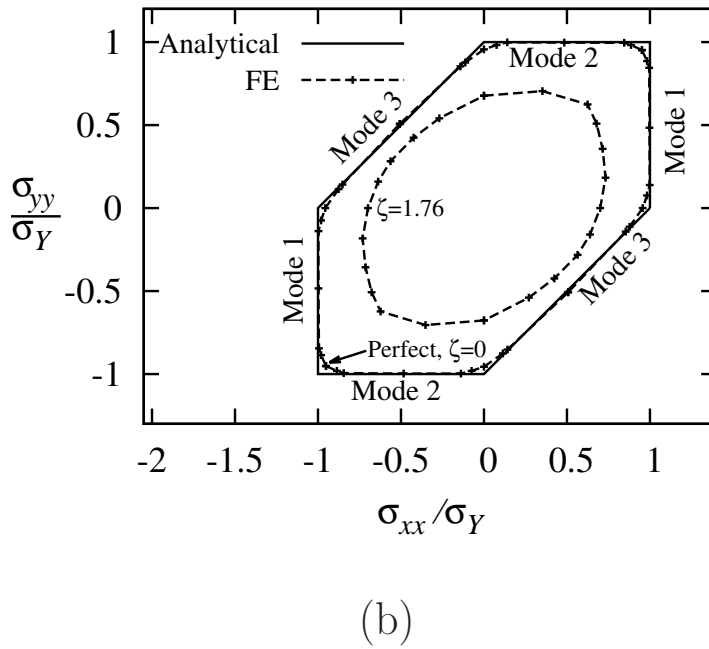 1
Analytical
FE
Mode 2
Mode 3
Mode 1
0.5
σyy/σY
0
ζ=1.76
Mode 1
Mode 3
-0.5
Perfect, ζ=0
-1
Mode 2
-2 -1.5 -1 -0.5 0 0.5 1
σxx/σY
(b)